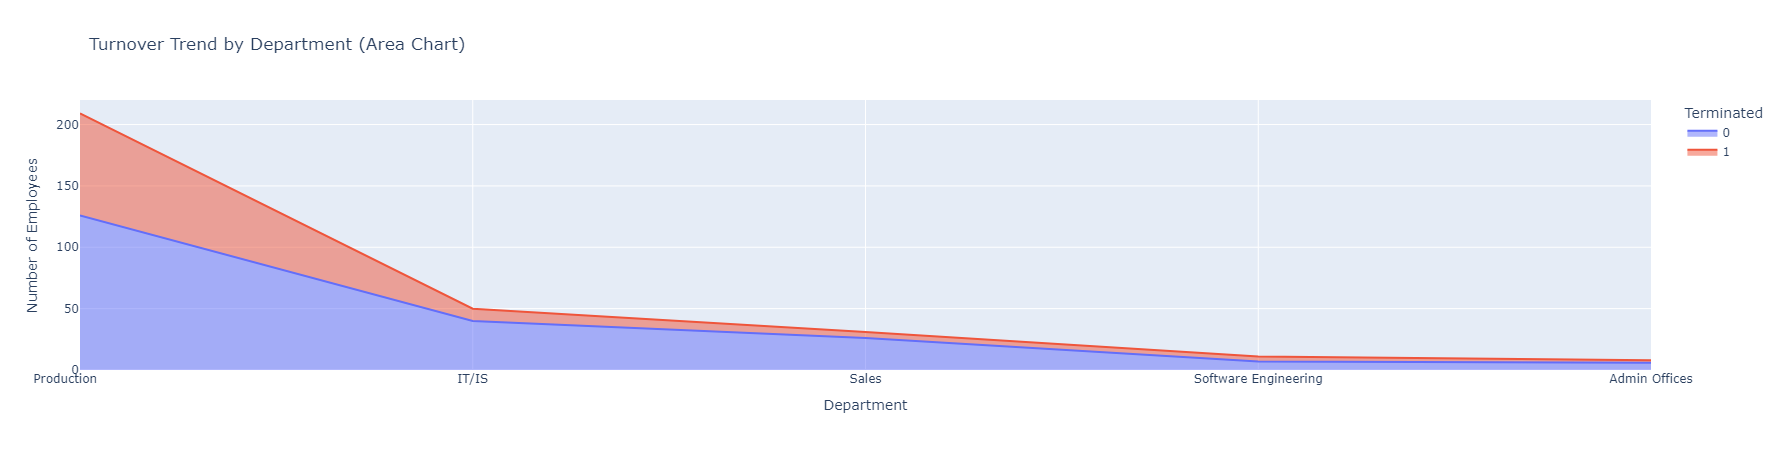 Turnover Trend by Department (Area Chart)
Number of Employees
200
150
100
50
0
Production
IT/IS
Sales
Software Engineering
Admin Offices
Department
Terminated
0
1